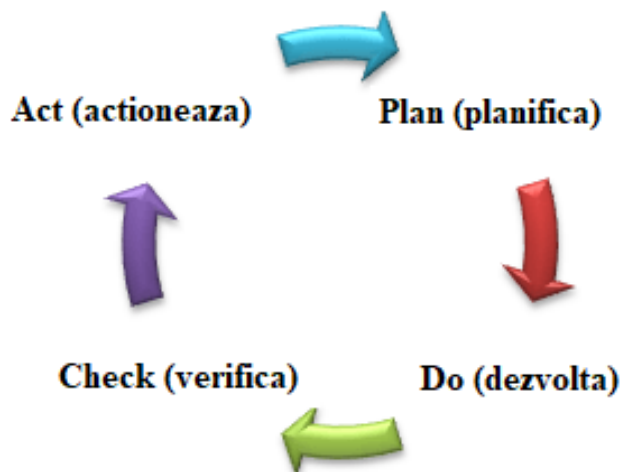 Act (actioneaza)
Plan (planifica)
Check (verifica)
Do (dezvolta)